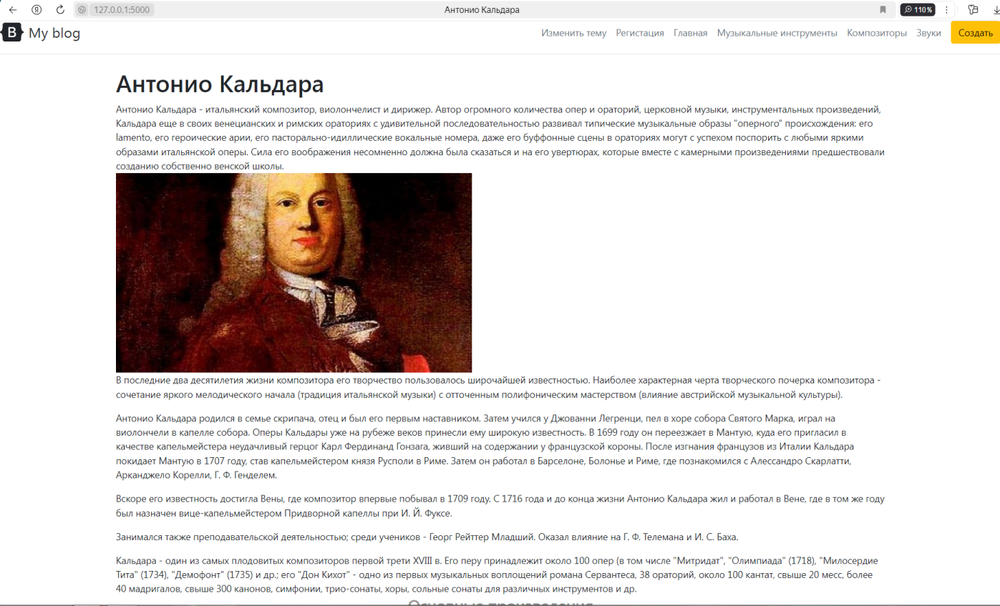 127.0.0.1:5000 Антонио Кальдара 110%
B My blog Изменить тему Регистация Главная Музыкальные инструменты Композиторы Звуки Создать
Антонио Кальдара
Антонио Кальдара - итальянский композитор, виолончелист и дирижер. Автор огромного количества опер и ораторий, церковной музыки, инструментальных произведений,
Кальдара еще в своих венецианских и римских ораториях с удивительной последовательностью развивал типические музыкальные образы "оперного" происхождения: его
lamento, его героические арии, его пасторально-идиллические вокальные номера, даже его буффонные сцены в ораториях могут с успехом поспорить с любыми яркими
образами итальянской оперы. Сила его воображения несомненно должна была сказаться и на его увертюрах, которые вместе с камерными произведениями предшествовали
созданию собственно венской школы.
В последние два десятилетия жизни композитора его творчество пользовалось широчайшей известностью. Наиболее характерная черта творческого почерка композитора -
сочетание яркого мелодического начала (традиция итальянской музыки) с отточенным полифоническим мастерством (влияние австрийской музыкальной культуры).
Антонио Кальдара родился в семье скрипача, отец и был его первым наставником. Затем учился у Джованни Легренци, пел в хоре собора Святого Марка, играл на
виолончели в капелле собора. Оперы Кальдары уже на рубеже веков принесли ему широкую известность. В 1699 году он переезжает в Мантую, куда его пригласил в
качестве капельмейстера неудачливый герцог Карл Фердинанд Гонзага, живший на содержании у французской короны. После изгнания французов из Италии Кальдара
покидает Мантую в 1707 году, став капельмейстером князя Русполи в Риме. Затем он работал в Барселоне, Болонье и Риме, где познакомился с Алессандро Скарлатти,
Арканджело Корелли, Г. Ф. Генделем.
Вскоре его известность достигла Вены, где композитор впервые побывал в 1709 году. С 1716 года и до конца жизни Антонио Кальдара жил и работал в Вене, где в том же году
был назначен вице-капельмейстером Придворной капеллы при И. Й. Фуксе.
Занимался также преподавательской деятельностью; среди учеников - Георг Рейттер Младший. Оказал влияние на Г. Ф. Телемана и И. С. Баха.
Кальдара - один из самых плодовитых композиторов первой трети XVIII в. Его перу принадлежит около 100 опер (в том числе "Митридат", "Олимпиада" (1718), "Милосердие
Тита" (1734), "Демофонт" (1735) и др.; его "Дон Кихот" - одно из первых музыкальных воплощений романа Сервантеса, 38 ораторий, около 100 кантат, свыше 20 месс, более
40 мадригалов, свыше 300 канонов, симфонии, трио-сонаты, хоры, сольные сонаты для различных инструментов и др.
Основные произведения